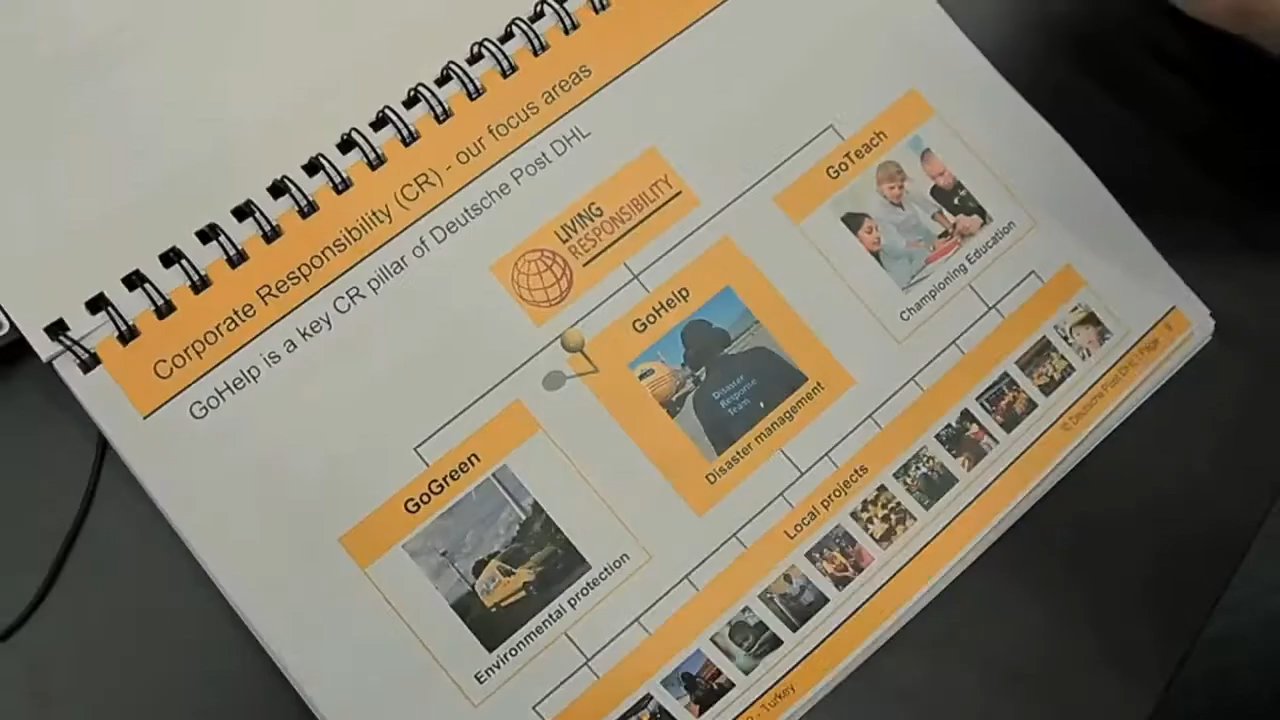 Corporate Responsibility (CR) - our focus areas
GoHelp is a key CR pillar of Deutsche Post DHL
LIVING
RESPONSIBILITY
GoGreen
Environmental protection
GoHelp
Disaster
Response
Team
Disaster management
GoTeach
Championing Education
Local projects
- Turkey
© Deutsche Post DHL | Page